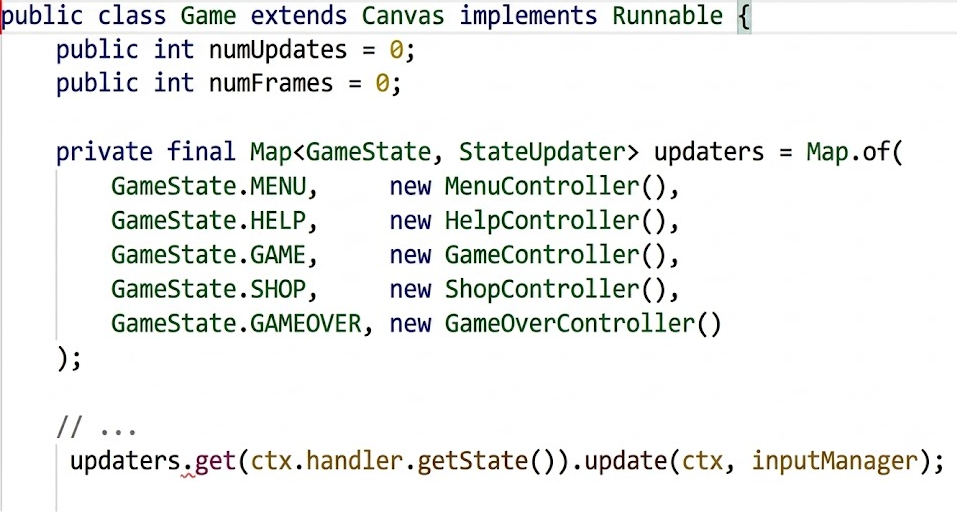 public class Game extends Canvas implements Runnable {
    public int numUpdates = 0;
    public int numFrames = 0;
    private final Map<GameState, StateUpdater> updaters = Map.of(
        GameState.MENU,     new MenuController(),
        GameState.HELP,     new HelpController(),
        GameState.GAME,     new GameController(),
        GameState.SHOP,     new ShopController(),
        GameState.GAMEOVER, new GameOverController()
    );
    // ...
     updaters.get(ctx.handler.getState()).update(ctx, inputManager);